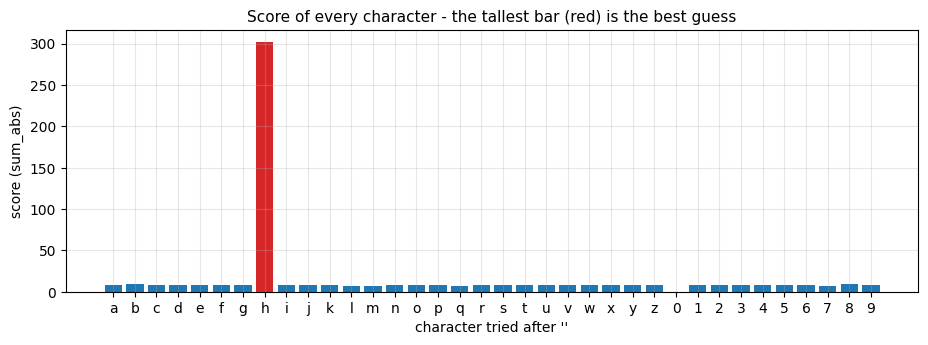 Score of every character - the tallest bar (red) is the best guess
score (sum_abs)
300
250
200
150
100
50
0
a b c d e f g h i j k l m n o p q r s t u v w x y z 0 1 2 3 4 5 6 7 8 9
character tried after ''